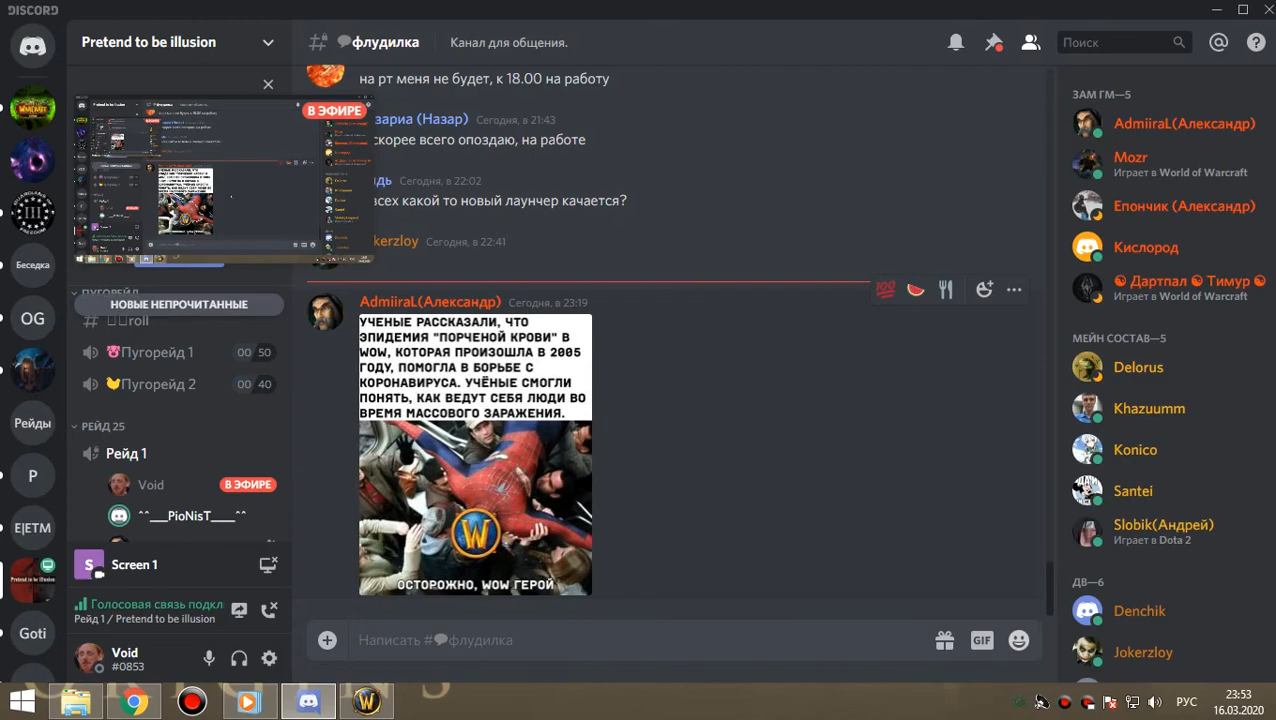 DISCORD
Pretend to be illusion
флудилка
Канал для общения.
Поиск
на рт меня не будет, к 18.00 на работу
В ЭФИРЕ
зариа (Назар) Сегодня, в 21:43
скорее всего опоздаю, на работе
дь Сегодня, в 22:02
всех какой то новый лаунчер качается?
kerzloy Сегодня, в 22:41
НОВЫЕ НЕПРОЧИТАННЫЕ
roll
Пугорейд 1 00 50
Пугорейд 2 00 40
РЕЙД 25
Рейд 1
Void В ЭФИРЕ
^^___PioNisT____^^
S Screen 1
Голосовая связь подкл
Рейд 1 / Pretend to be illusion
Void
#0853
Беседка
OG
Рейды
P
E|ETM
Pretend to be illusion
Goti
AdmiiraL(Александр) Сегодня, в 23:19
100
УЧЕНЫЕ РАССКАЗАЛИ, ЧТО
ЭПИДЕМИЯ "ПОРЧЕНОЙ КРОВИ" В
WOW, КОТОРАЯ ПРОИЗОШЛА В 2005
ГОДУ, ПОМОГЛА В БОРЬБЕ С
КОРОНАВИРУСА. УЧЁНЫЕ СМОГЛИ
ПОНЯТЬ, КАК ВЕДУТ СЕБЯ ЛЮДИ ВО
ВРЕМЯ МАССОВОГО ЗАРАЖЕНИЯ.
W
ОСТОРОЖНО, WOW ГЕРОЙ
Написать #флудилка
GIF
ЗАМ ГМ—5
AdmiiraL(Александр)
Mozr
Играет в World of Warcraft
Епончик (Александр)
Кислород
Дартпал Тимур
Играет в World of Warcraft
МЕЙН СОСТАВ—5
Delorus
Khazuumm
Konico
Santei
Slobik(Андрей)
Играет в Dota 2
ДВ—6
Denchik
Jokerzloy
РУС
23:53
16.03.2020